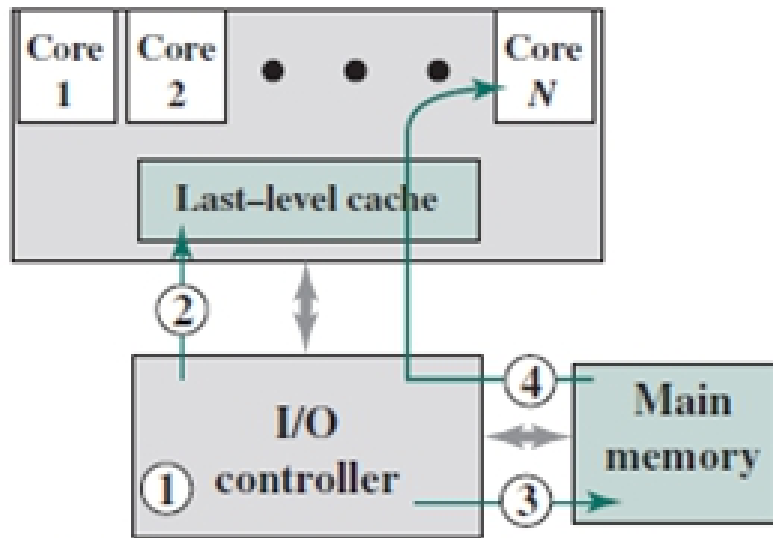 Core
1
Core
2
Core
N
Last–level cache
2
I/O
controller
1
4
3
Main
memory